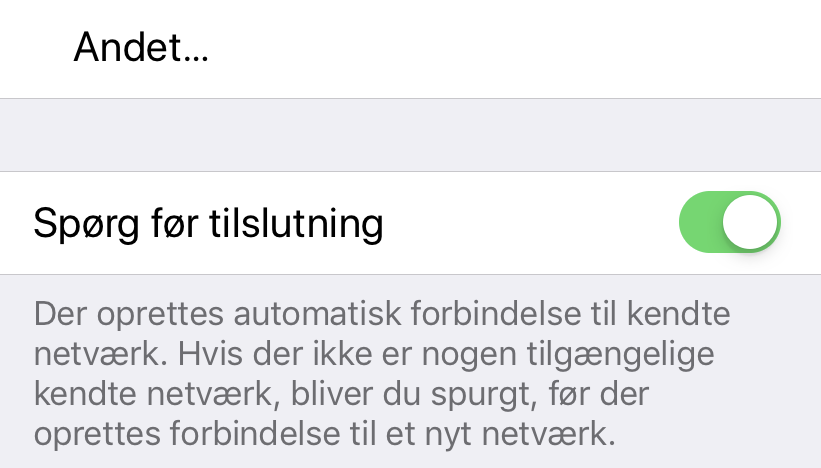 Andet...
Spørg før tilslutning
Der oprettes automatisk forbindelse til kendte
netværk. Hvis der ikke er nogen tilgængelige
kendte netværk, bliver du spurgt, før der
oprettes forbindelse til et nyt netværk.